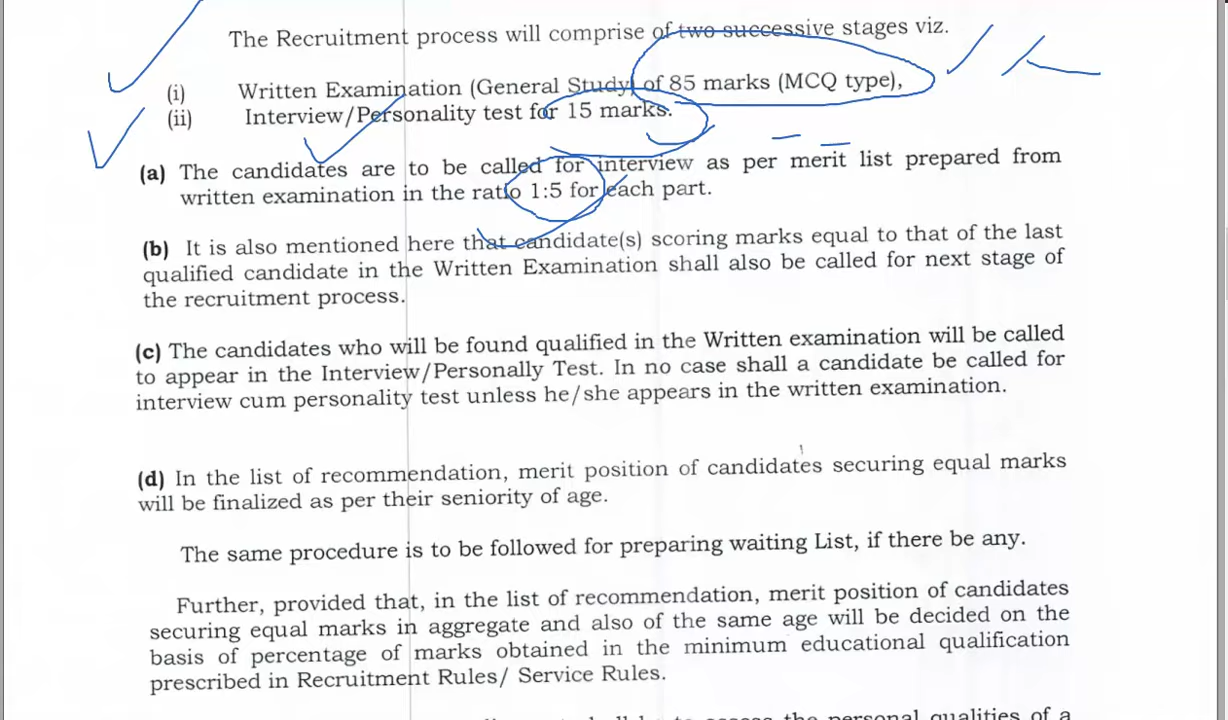 The Recruitment process will comprise of two successive stages viz.
(i) Written Examination (General Study) of 85 marks (MCQ type),
(ii) Interview/Personality test for 15 marks.
(a) The candidates are to be called for interview as per merit list prepared from
written examination in the ratio 1:5 for each part.
(b) It is also mentioned here that candidate(s) scoring marks equal to that of the last
qualified candidate in the Written Examination shall also be called for next stage of
the recruitment process.
(c) The candidates who will be found qualified in the Written examination will be called
to appear in the Interview/Personally Test. In no case shall a candidate be called for
interview cum personality test unless he/she appears in the written examination.
(d) In the list of recommendation, merit position of candidates securing equal marks
will be finalized as per their seniority of age.
The same procedure is to be followed for preparing waiting List, if there be any.
Further, provided that, in the list of recommendation, merit position of candidates
securing equal marks in aggregate and also of the same age will be decided on the
basis of percentage of marks obtained in the minimum educational qualification
prescribed in Recruitment Rules/ Service Rules.
the personal qualities of a